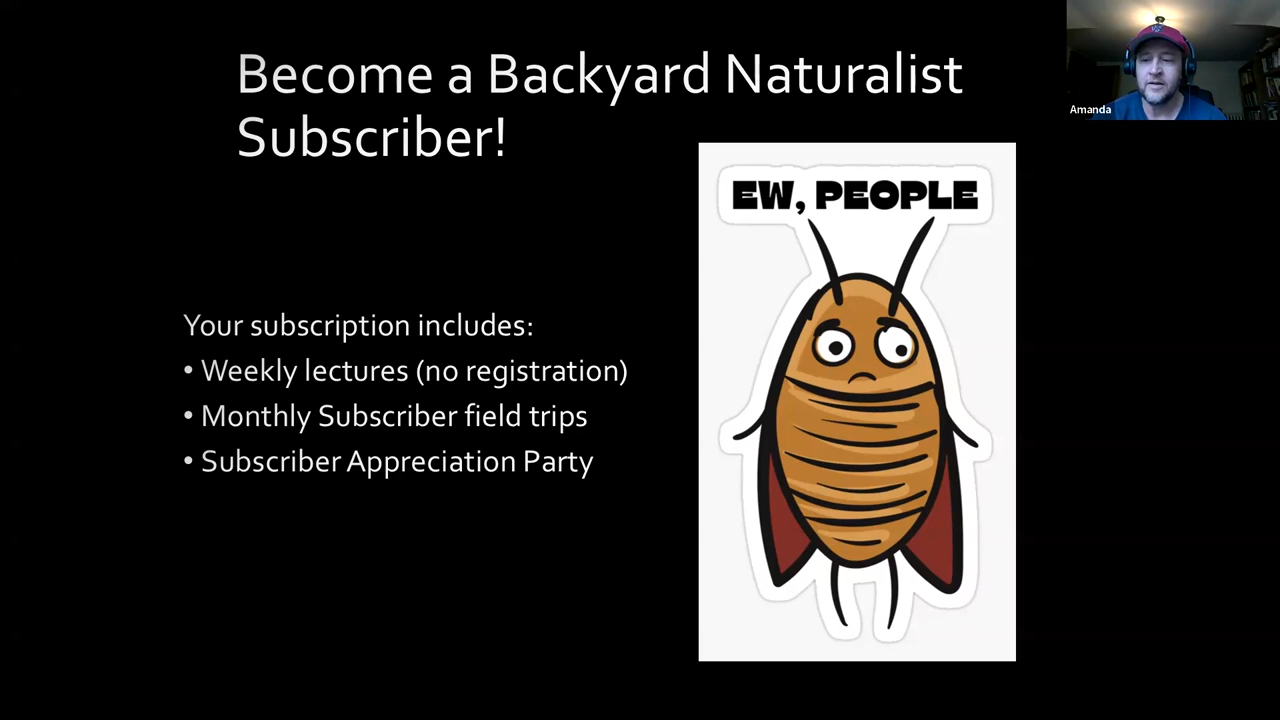 Become a Backyard Naturalist
Subscriber!
Amanda
EW, PEOPLE
Your subscription includes:
• Weekly lectures (no registration)
• Monthly Subscriber field trips
• Subscriber Appreciation Party